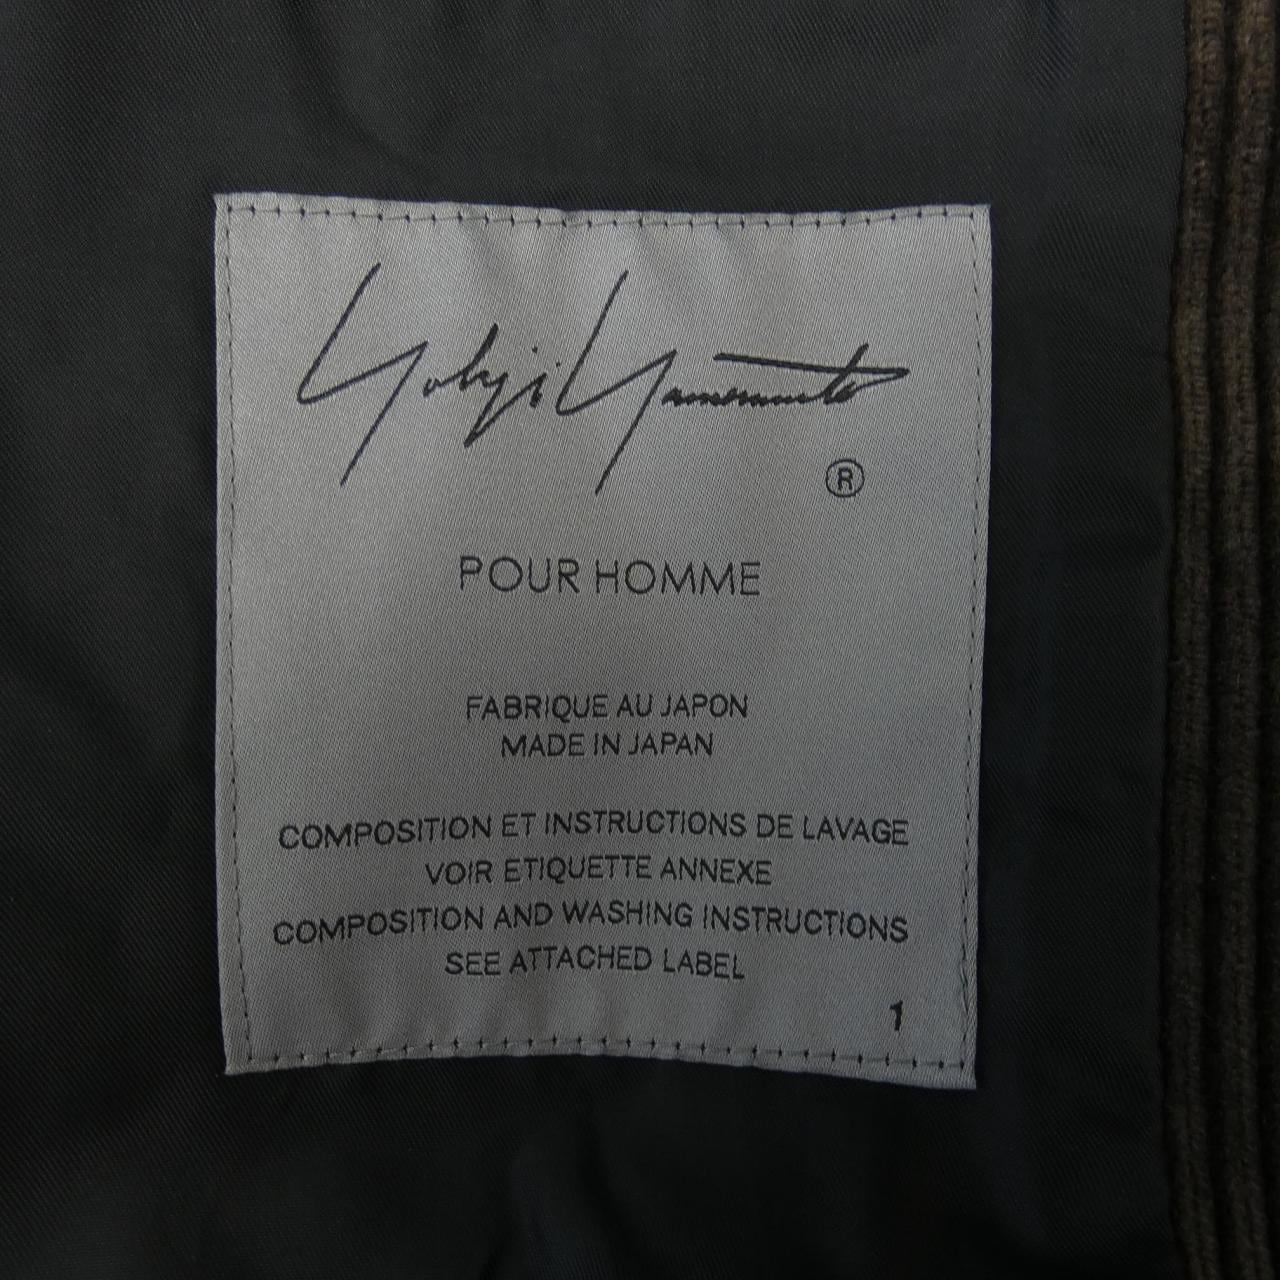 Yohji Yamamoto
®
POUR HOMME
FABRIQUE AU JAPON
MADE IN JAPAN
COMPOSITION ET INSTRUCTIONS DE LAVAGE
VOIR ETIQUETTE ANNEXE
COMPOSITION AND WASHING INSTRUCTIONS
SEE ATTACHED LABEL
1